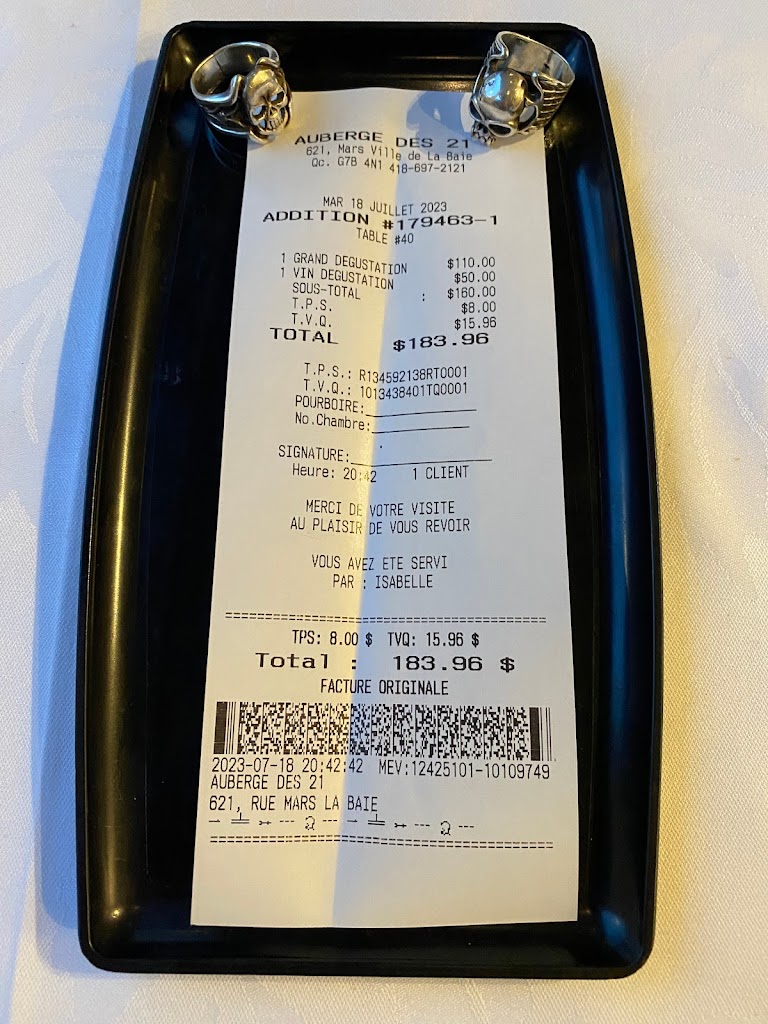 AUBERGE DES 21
621, Mars Ville de La Baie
Qc. G7B 4N1 418-697-2121
MAR 18 JUILLET 2023
ADDITION #179463-1
TABLE #40
1 GRAND DEGUSTATION $110.00
1 VIN DEGUSTATION $50.00
SOUS-TOTAL : $160.00
T.P.S. $8.00
T.V.Q. $15.96
TOTAL $183.96
T.P.S.: R134592138RT0001
T.V.Q.: 1013438401TQ0001
POURBOIRE:
No.Chambre:
SIGNATURE:
Heure: 20:42 1 CLIENT
MERCI DE VOTRE VISITE
AU PLAISIR DE VOUS REVOIR
VOUS AVEZ ETE SERVI
PAR : ISABELLE
TPS: 8.00 $ TVQ: 15.96 $
Total : 183.96 $
FACTURE ORIGINALE
2023-07-18 20:42:42 MEV:12425101-10109749
AUBERGE DES 21
621, RUE MARS LA BAIE